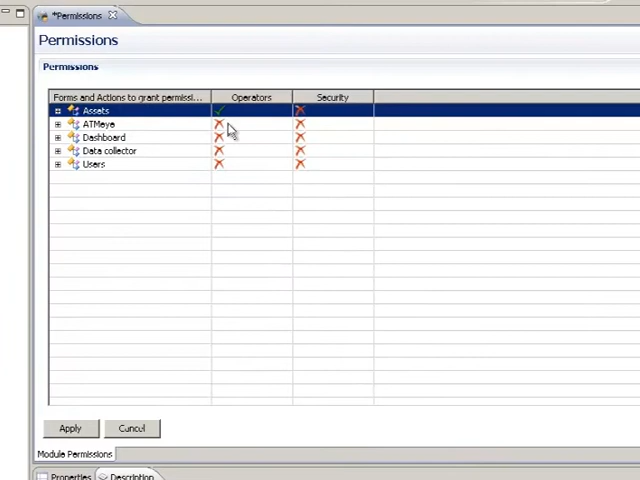 *Permissions
Permissions
Permissions
Forms and Actions to grant permissi... Operators Security
Assets
ATMeye
Dashboard
Data collector
Users
Apply Cancel
Module Permissions
Properties Description